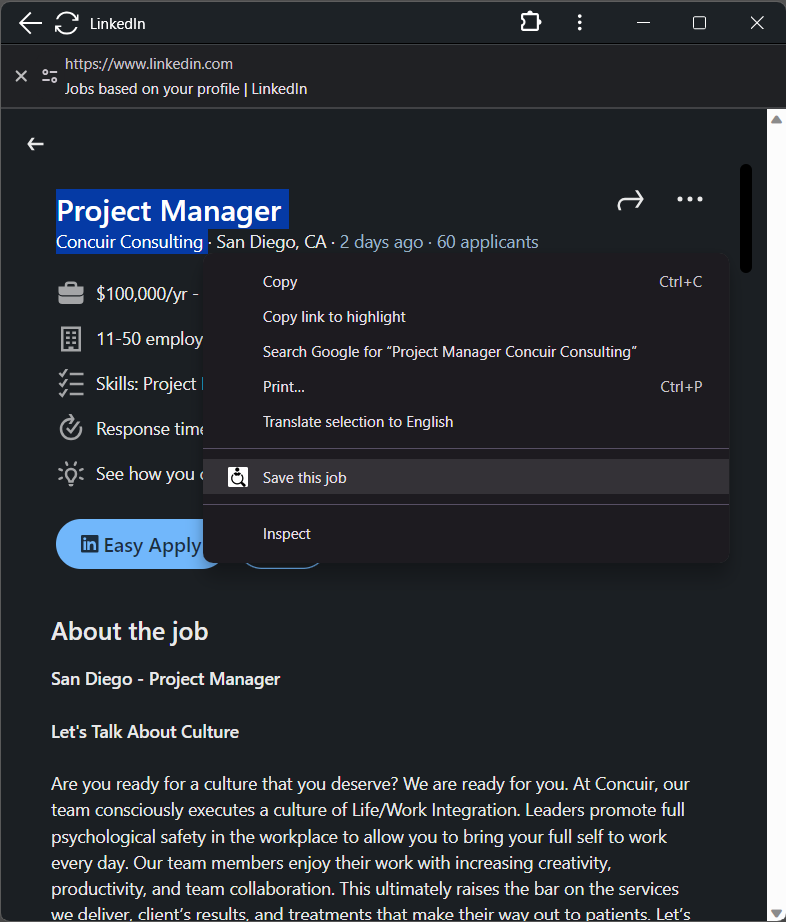 LinkedIn
https://www.linkedin.com
Jobs based on your profile | LinkedIn
Project Manager
Concuir Consulting · San Diego, CA · 2 days ago · 60 applicants
$100,000/yr -
11-50 employ
Skills: Project
Response time
See how you
in Easy Apply
Copy Ctrl+C
Copy link to highlight
Search Google for “Project Manager Concuir Consulting”
Print... Ctrl+P
Translate selection to English
Save this job
Inspect
About the job
San Diego - Project Manager
Let's Talk About Culture
Are you ready for a culture that you deserve? We are ready for you. At Concuir, our
team consciously executes a culture of Life/Work Integration. Leaders promote full
psychological safety in the workplace to allow you to bring your full self to work
every day. Our team members enjoy their work with increasing creativity,
productivity, and team collaboration. This ultimately raises the bar on the services
we deliver, client’s results, and treatments that make their way out to patients. Let’s